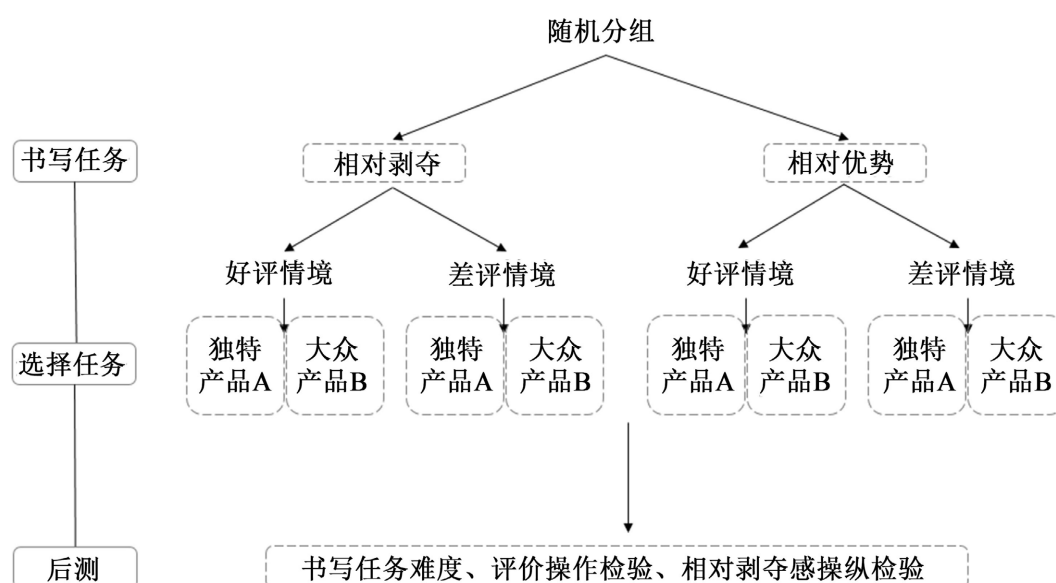 随机分组
书写任务
相对剥夺
相对优势
好评情境
差评情境
好评情境
差评情境
选择任务
独特
产品A
大众
产品B
独特
产品A
大众
产品B
独特
产品A
大众
产品B
独特
产品A
大众
产品B
后测
书写任务难度、评价操作检验、相对剥夺感操纵检验